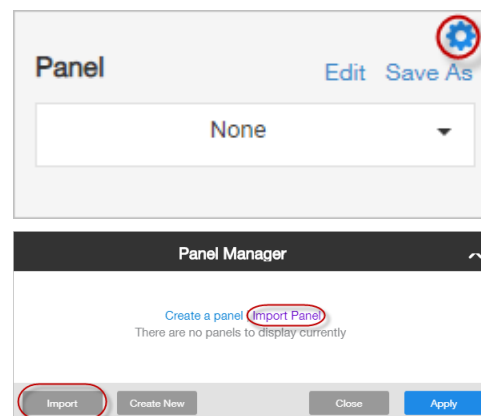 Panel Edit Save As
None
Panel Manager
Create a panel Import Panel
There are no panels to display currently
Import Create New Close Apply